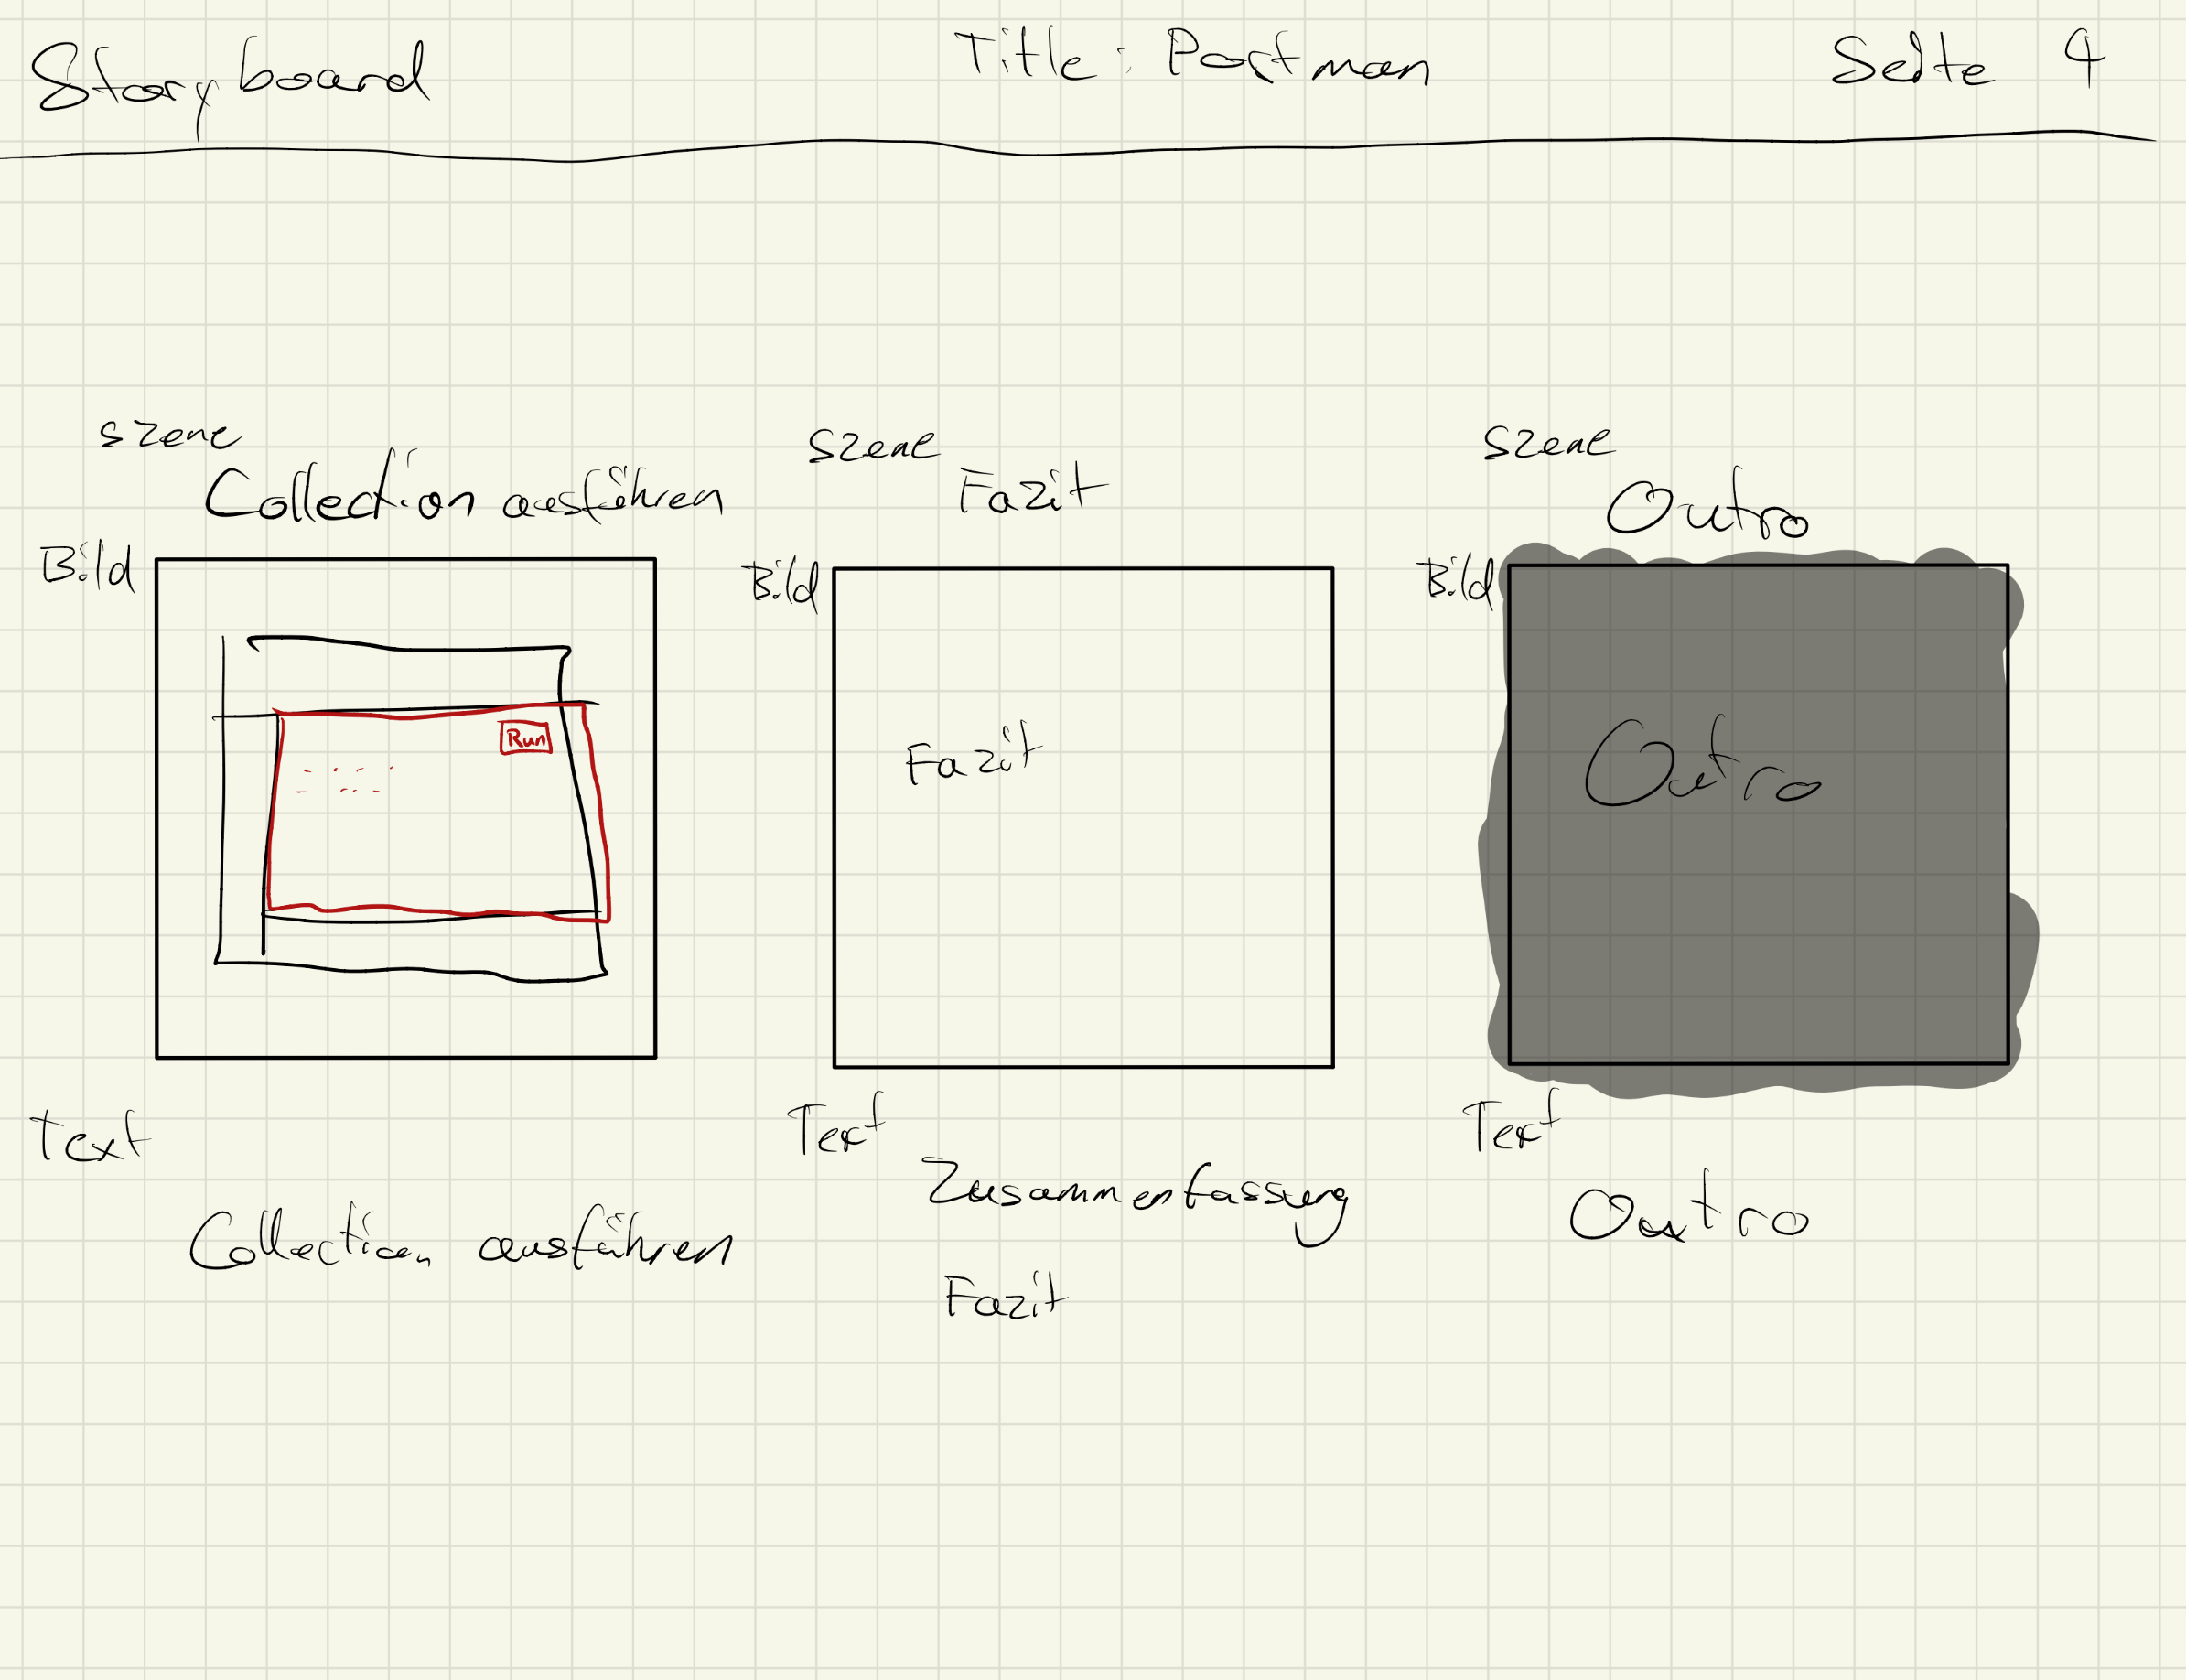 Storyboard
Title: Postman
Seite 4
Szene
Collection ausführen
Bild
Run
Text
Collection ausführen
Szene
Fazit
Bild
Fazit
Text
Zusammenfassung
Fazit
Szene
Outro
Bild
Outro
Text
Outro